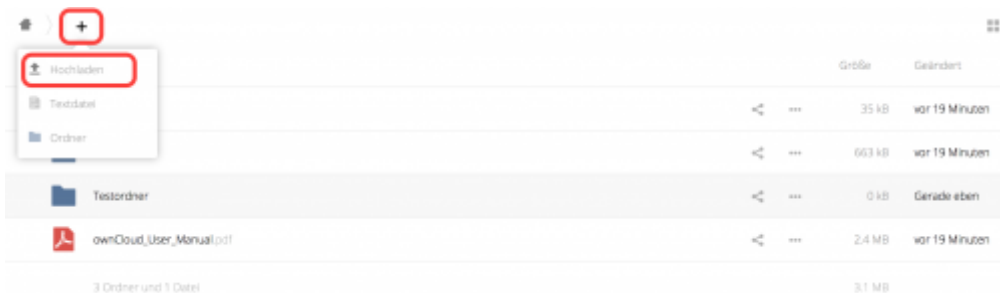 +
Hochladen
Größe Geändert
Textdatei
35 kB vor 19 Minuten
Ordner
663 kB vor 19 Minuten
Testordner 0 kB Gerade eben
ownCloud_User_Manual.pdf 2.4 MB vor 19 Minuten
3 Ordner und 1 Datei 3.1 MB